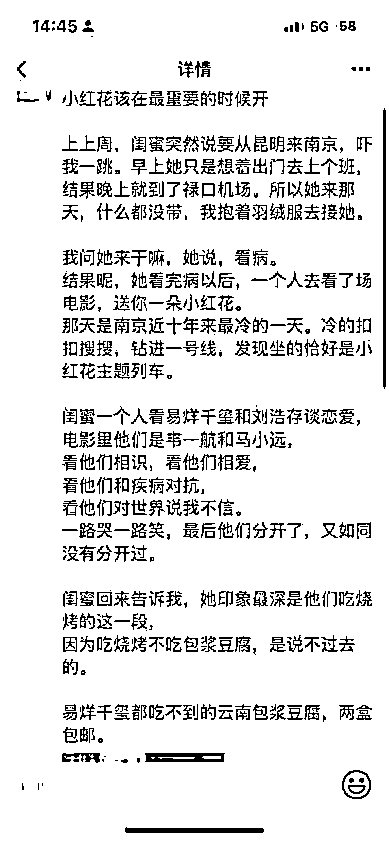 14:45 5G 58
详情
小红花该在最重要的时候开
上上周，闺蜜突然说要从昆明来南京，吓
我一跳。早上她只是想着出门去上个班，
结果晚上就到了禄口机场。所以她来那
天，什么都没带，我抱着羽绒服去接她。
我问她来干嘛，她说，看病。
结果呢，她看完病以后，一个人去看了场
电影，送你一朵小红花。
那天是南京近十年来最冷的一天。冷的扣
扣搜搜，钻进一号线，发现坐的恰好是小
红花主题列车。
闺蜜一个人看易烊千玺和刘浩存谈恋爱，
电影里他们是韦一航和马小远，
看他们相识，看他们相爱，
看他们和疾病对抗，
看他们对世界说我不信。
一路哭一路笑，最后他们分开了，又如同
没有分开过。
闺蜜回来告诉我，她印象最深是他们吃烧
烤的这一段，
因为吃烧烤不吃包浆豆腐，是说不过去
的。
易烊千玺都吃不到的云南包浆豆腐，两盒
包邮。